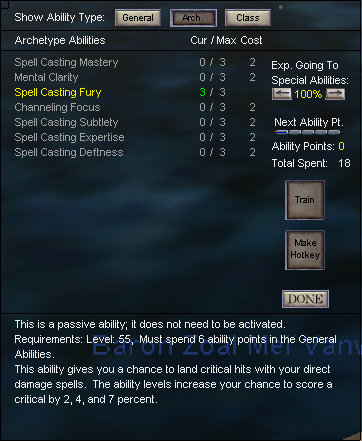 Show Ability Type: General Arch. Class
Archetype Abilities Cur / Max Cost
Spell Casting Mastery 0 / 3 2
Mental Clarity 0 / 3 2
Spell Casting Fury 3 / 3
Channeling Focus 0 / 3 2
Spell Casting Subtlety 0 / 3 2
Spell Casting Expertise 0 / 3 2
Spell Casting Deftness 0 / 3 2
Exp. Going To
Special Abilities:
100%
Next Ability Pt.
Ability Points: 0
Total Spent: 18
Train
Make
Hotkey
DONE
This is a passive ability; it does not need to be activated.
Requirements: Level: 55, Must spend 6 ability points in the General
Abilities.
This ability gives you a chance to land critical hits with your direct
damage spells. The ability levels increase your chance to score a
critical by 2, 4, and 7 percent.